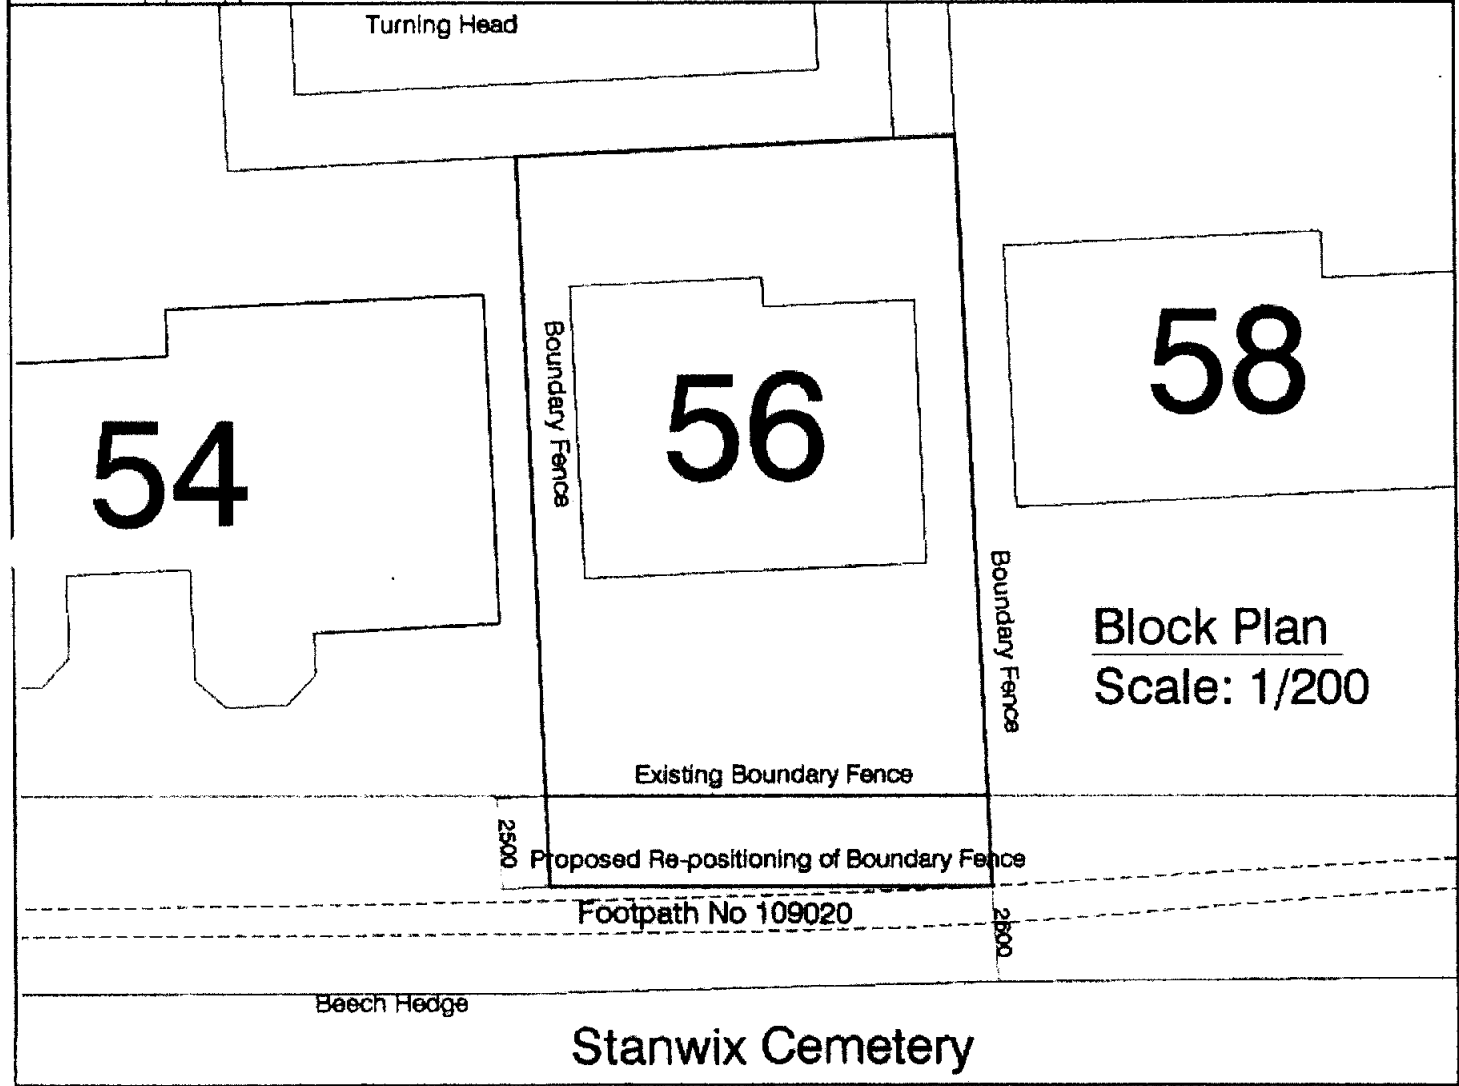 Turning Head
54
56
58
Boundary Fence
Boundary Fence
Block Plan
Scale: 1/200
Existing Boundary Fence
2500
Proposed Re-positioning of Boundary Fence
Footpath No 109020
2600
Beech Hedge
Stanwix Cemetery